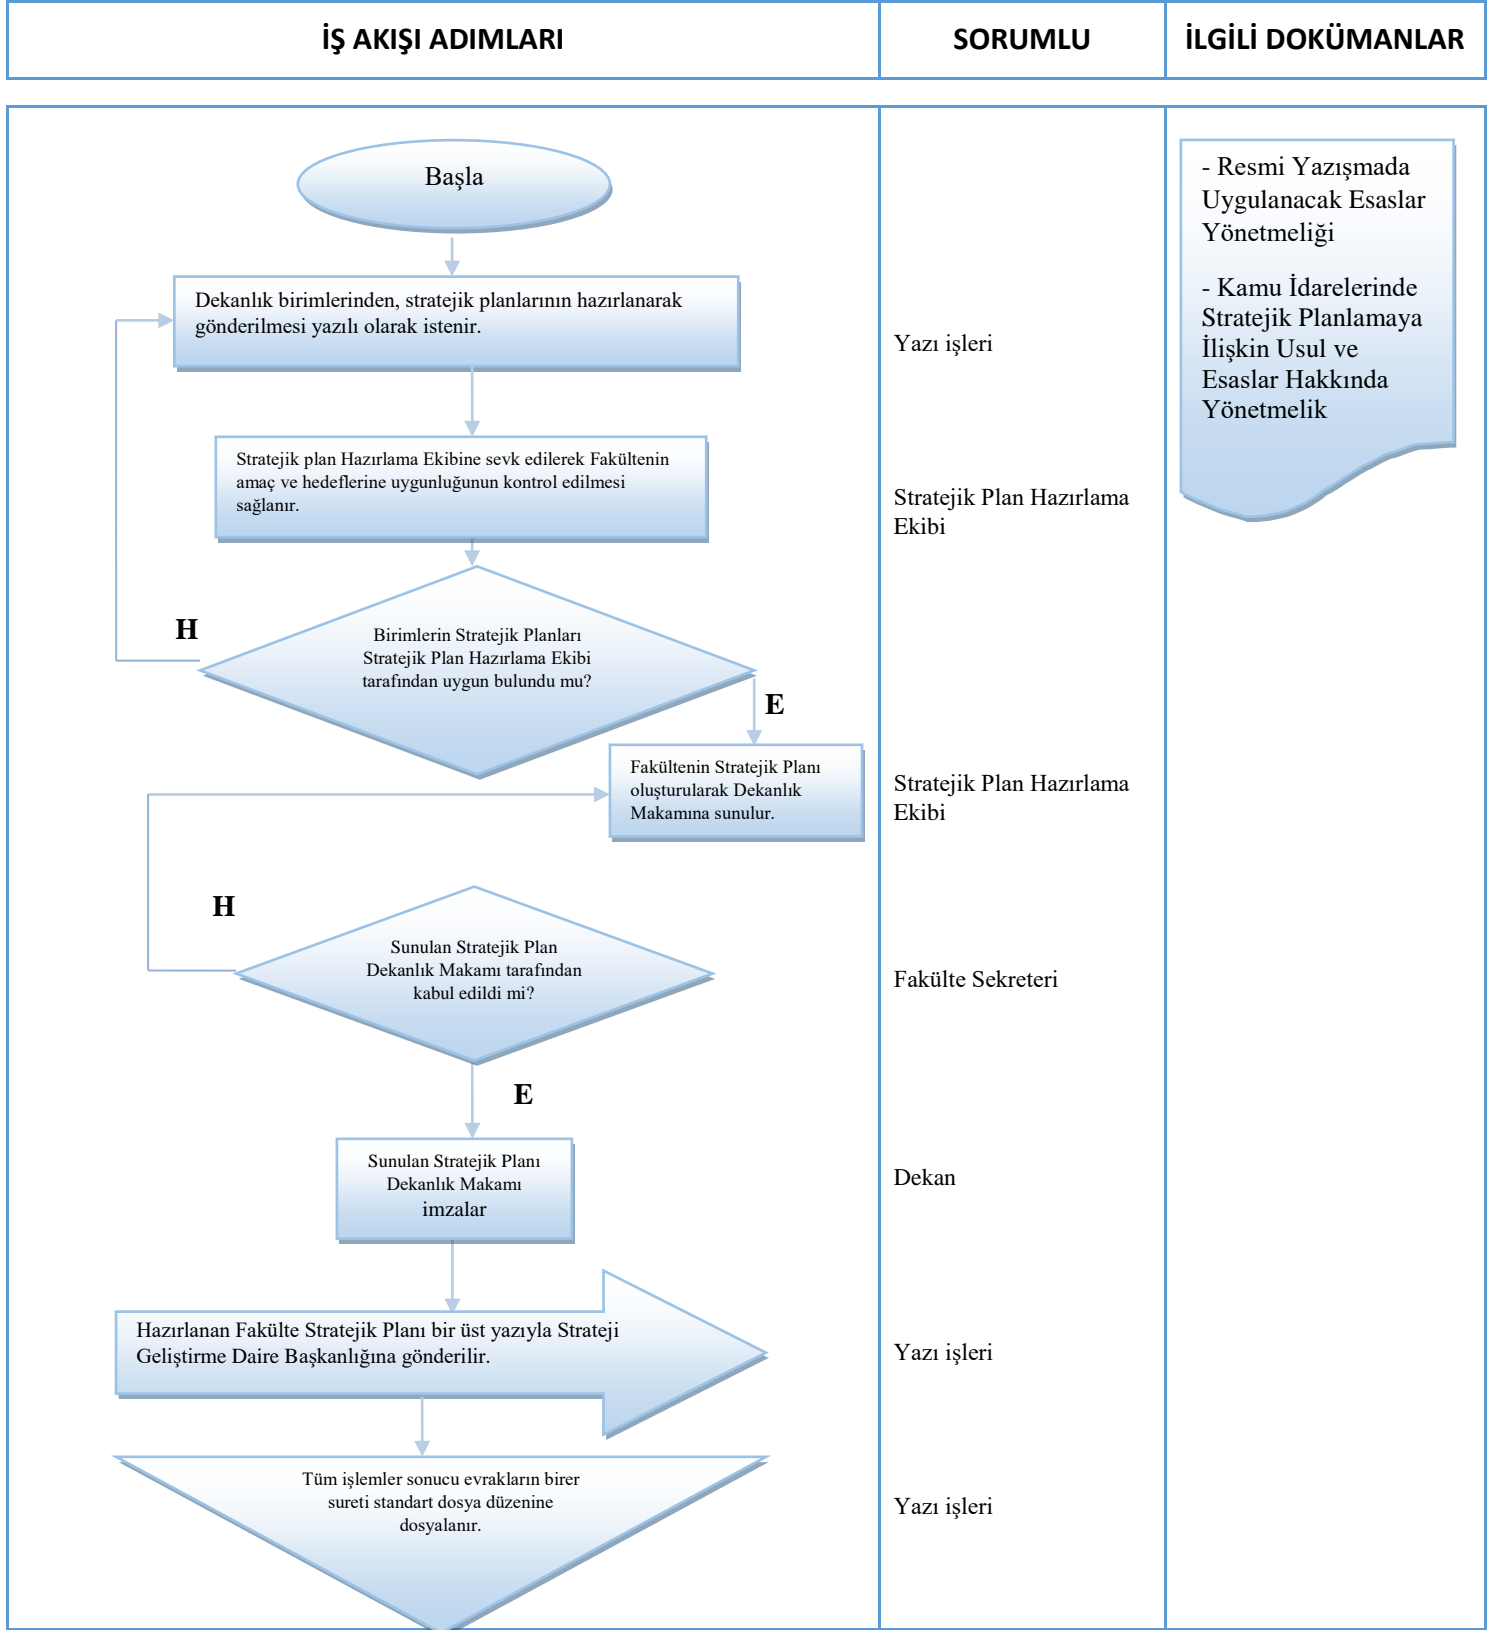 İŞ AKIŞI ADIMLARI
SORUMLU
İLGİLİ DOKÜMANLAR
Başla
Dekanlık birimlerinden, stratejik planlarının hazırlanarak
gönderilmesi yazılı olarak istenir.
Yazı işleri
- Resmi Yazışmada
Uygulanacak Esaslar
Yönetmeliği
- Kamu İdarelerinde
Stratejik Planlamaya
İlişkin Usul ve
Esaslar Hakkında
Yönetmelik
Stratejik plan Hazırlama Ekibine sevk edilerek Fakültenin
amaç ve hedeflerine uygunluğunun kontrol edilmesi
sağlanır.
Stratejik Plan Hazırlama
Ekibi
H
Birimlerin Stratejik Planları
Stratejik Plan Hazırlama Ekibi
tarafından uygun bulundu mu?
E
Fakültenin Stratejik Planı
oluşturularak Dekanlık
Makamına sunulur.
Stratejik Plan Hazırlama
Ekibi
H
Sunulan Stratejik Plan
Dekanlık Makamı tarafından
kabul edildi mi?
Fakülte Sekreteri
E
Sunulan Stratejik Planı
Dekanlık Makamı
imzalar
Dekan
Hazırlanan Fakülte Stratejik Planı bir üst yazıyla Strateji
Geliştirme Daire Başkanlığına gönderilir.
Yazı işleri
Tüm işlemler sonucu evrakların birer
sureti standart dosya düzenine
dosyalanır.
Yazı işleri